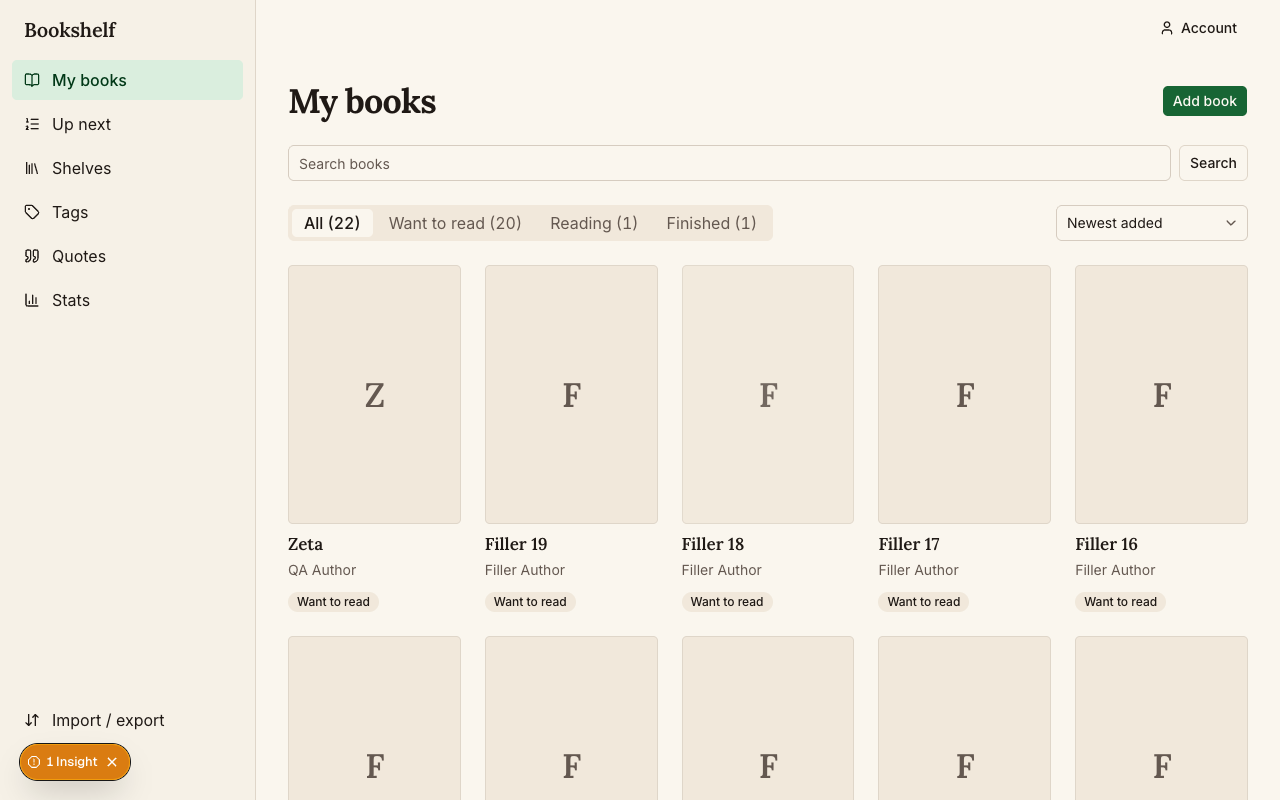 Bookshelf
Account
My books
Up next
Shelves
Tags
Quotes
Stats
Import / export
1 Insight
My books
Add book
Search books
Search
All (22) Want to read (20) Reading (1) Finished (1)
Newest added
Z F F F F
Zeta Filler 19 Filler 18 Filler 17 Filler 16
QA Author Filler Author Filler Author Filler Author Filler Author
Want to read Want to read Want to read Want to read Want to read
F F F F F